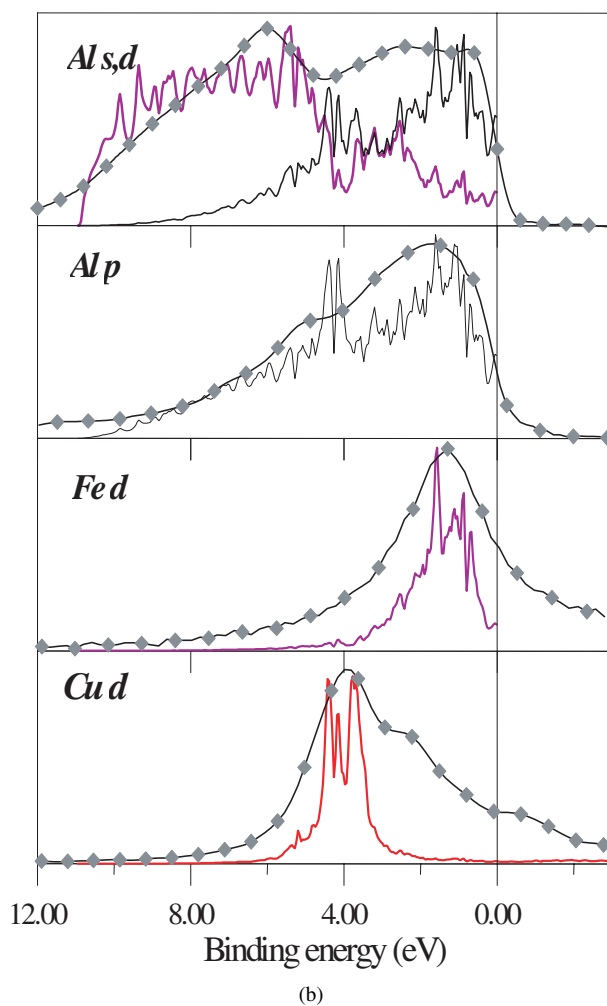 Al s,d
Al p
Fe d
Cu d
12.00 8.00 4.00 0.00
Binding energy (eV)
(b)